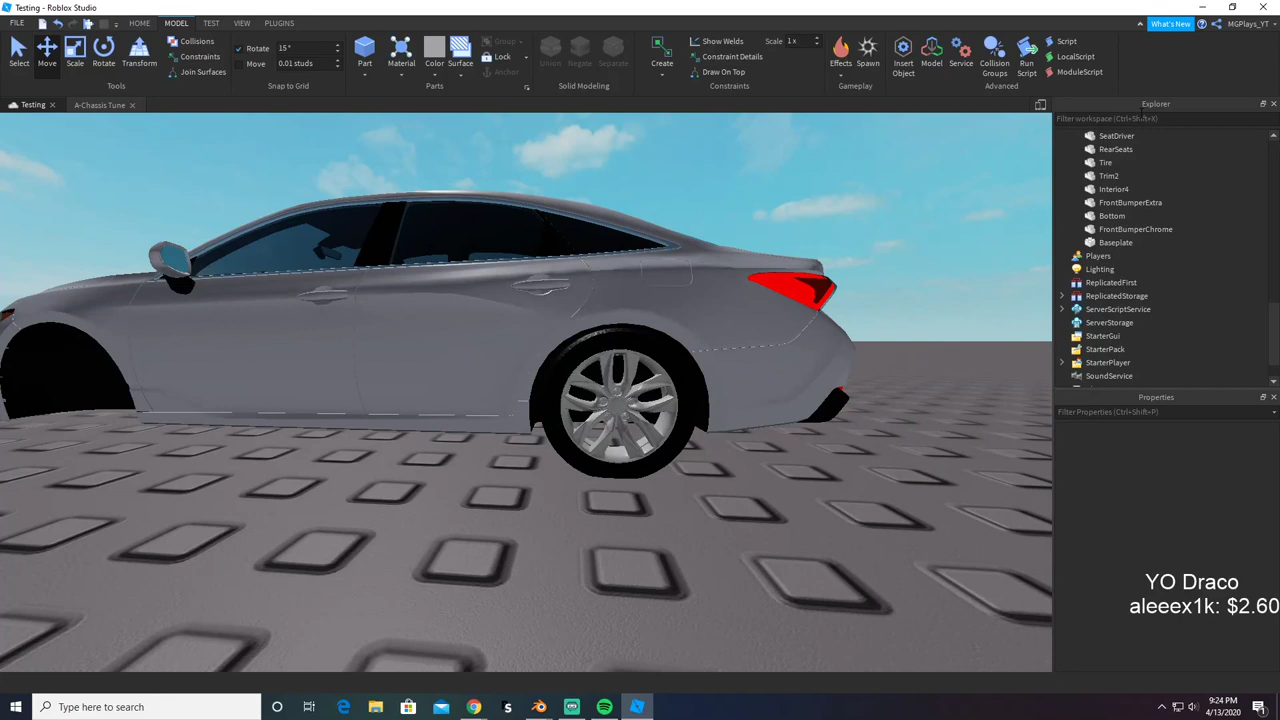 Testing - Roblox Studio
FILE HOME MODEL TEST VIEW PLUGINS What's New MGPlays_YT
Select Move Scale Rotate Transform Collisions Constraints Join Surfaces
Tools
Rotate 15°
Move 0.01 studs
Snap to Grid
Part Material Color Surface Group Lock Anchor
Parts
Union Negate Separate
Solid Modeling
Create Show Welds Scale 1 x
Constraint Details
Draw On Top
Constraints
Effects Spawn
Gameplay
Insert Object Model Service Collision Groups Run Script Script LocalScript ModuleScript
Advanced
Testing A-Chassis Tune
Explorer
Filter workspace (Ctrl+Shift+X)
SeatDriver
RearSeats
Tire
Trim2
Interior4
FrontBumperExtra
Bottom
FrontBumperChrome
Baseplate
Players
Lighting
ReplicatedFirst
ReplicatedStorage
ServerScriptService
ServerStorage
StarterGui
StarterPack
StarterPlayer
SoundService
Properties
Filter Properties (Ctrl+Shift+P)
YO Draco
aleeex1k: $2.60
Type here to search
9:24 PM
4/13/2020